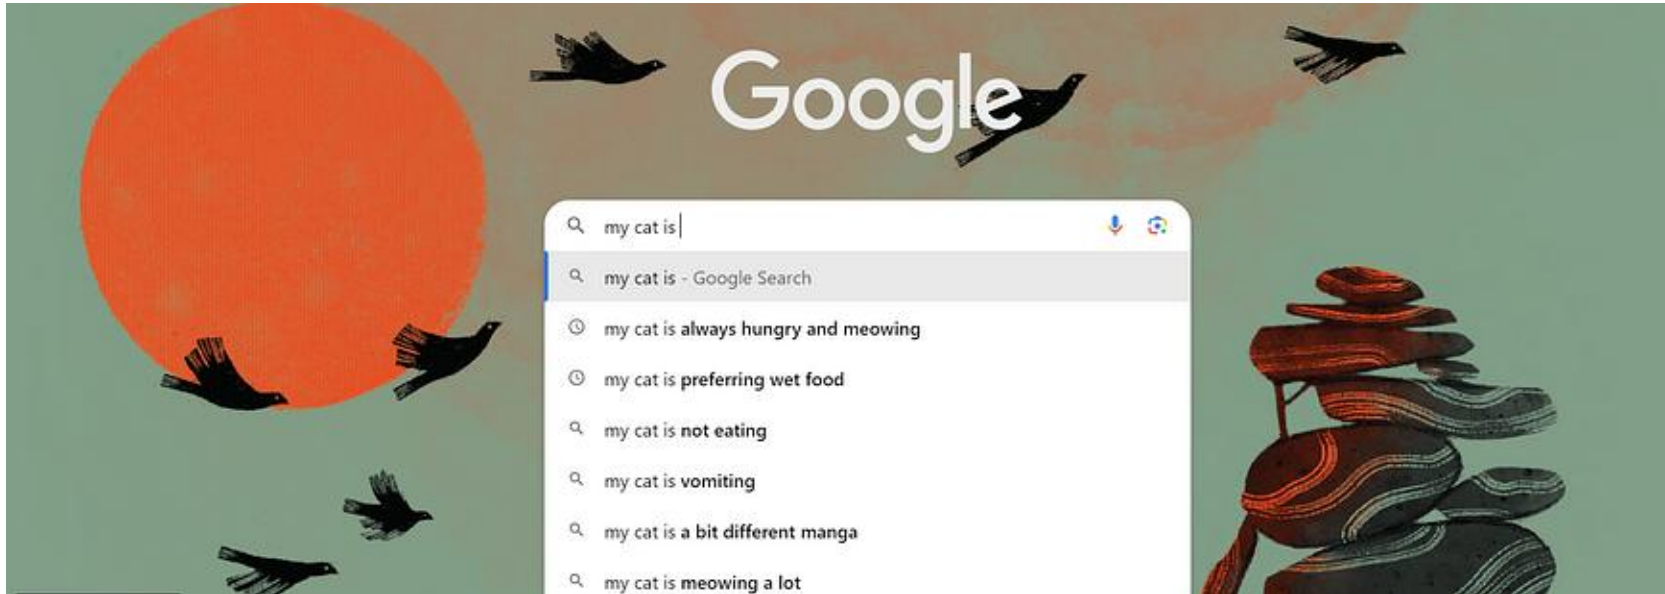 Google
my cat is
my cat is - Google Search
my cat is always hungry and meowing
my cat is preferring wet food
my cat is not eating
my cat is vomiting
my cat is a bit different manga
my cat is meowing a lot